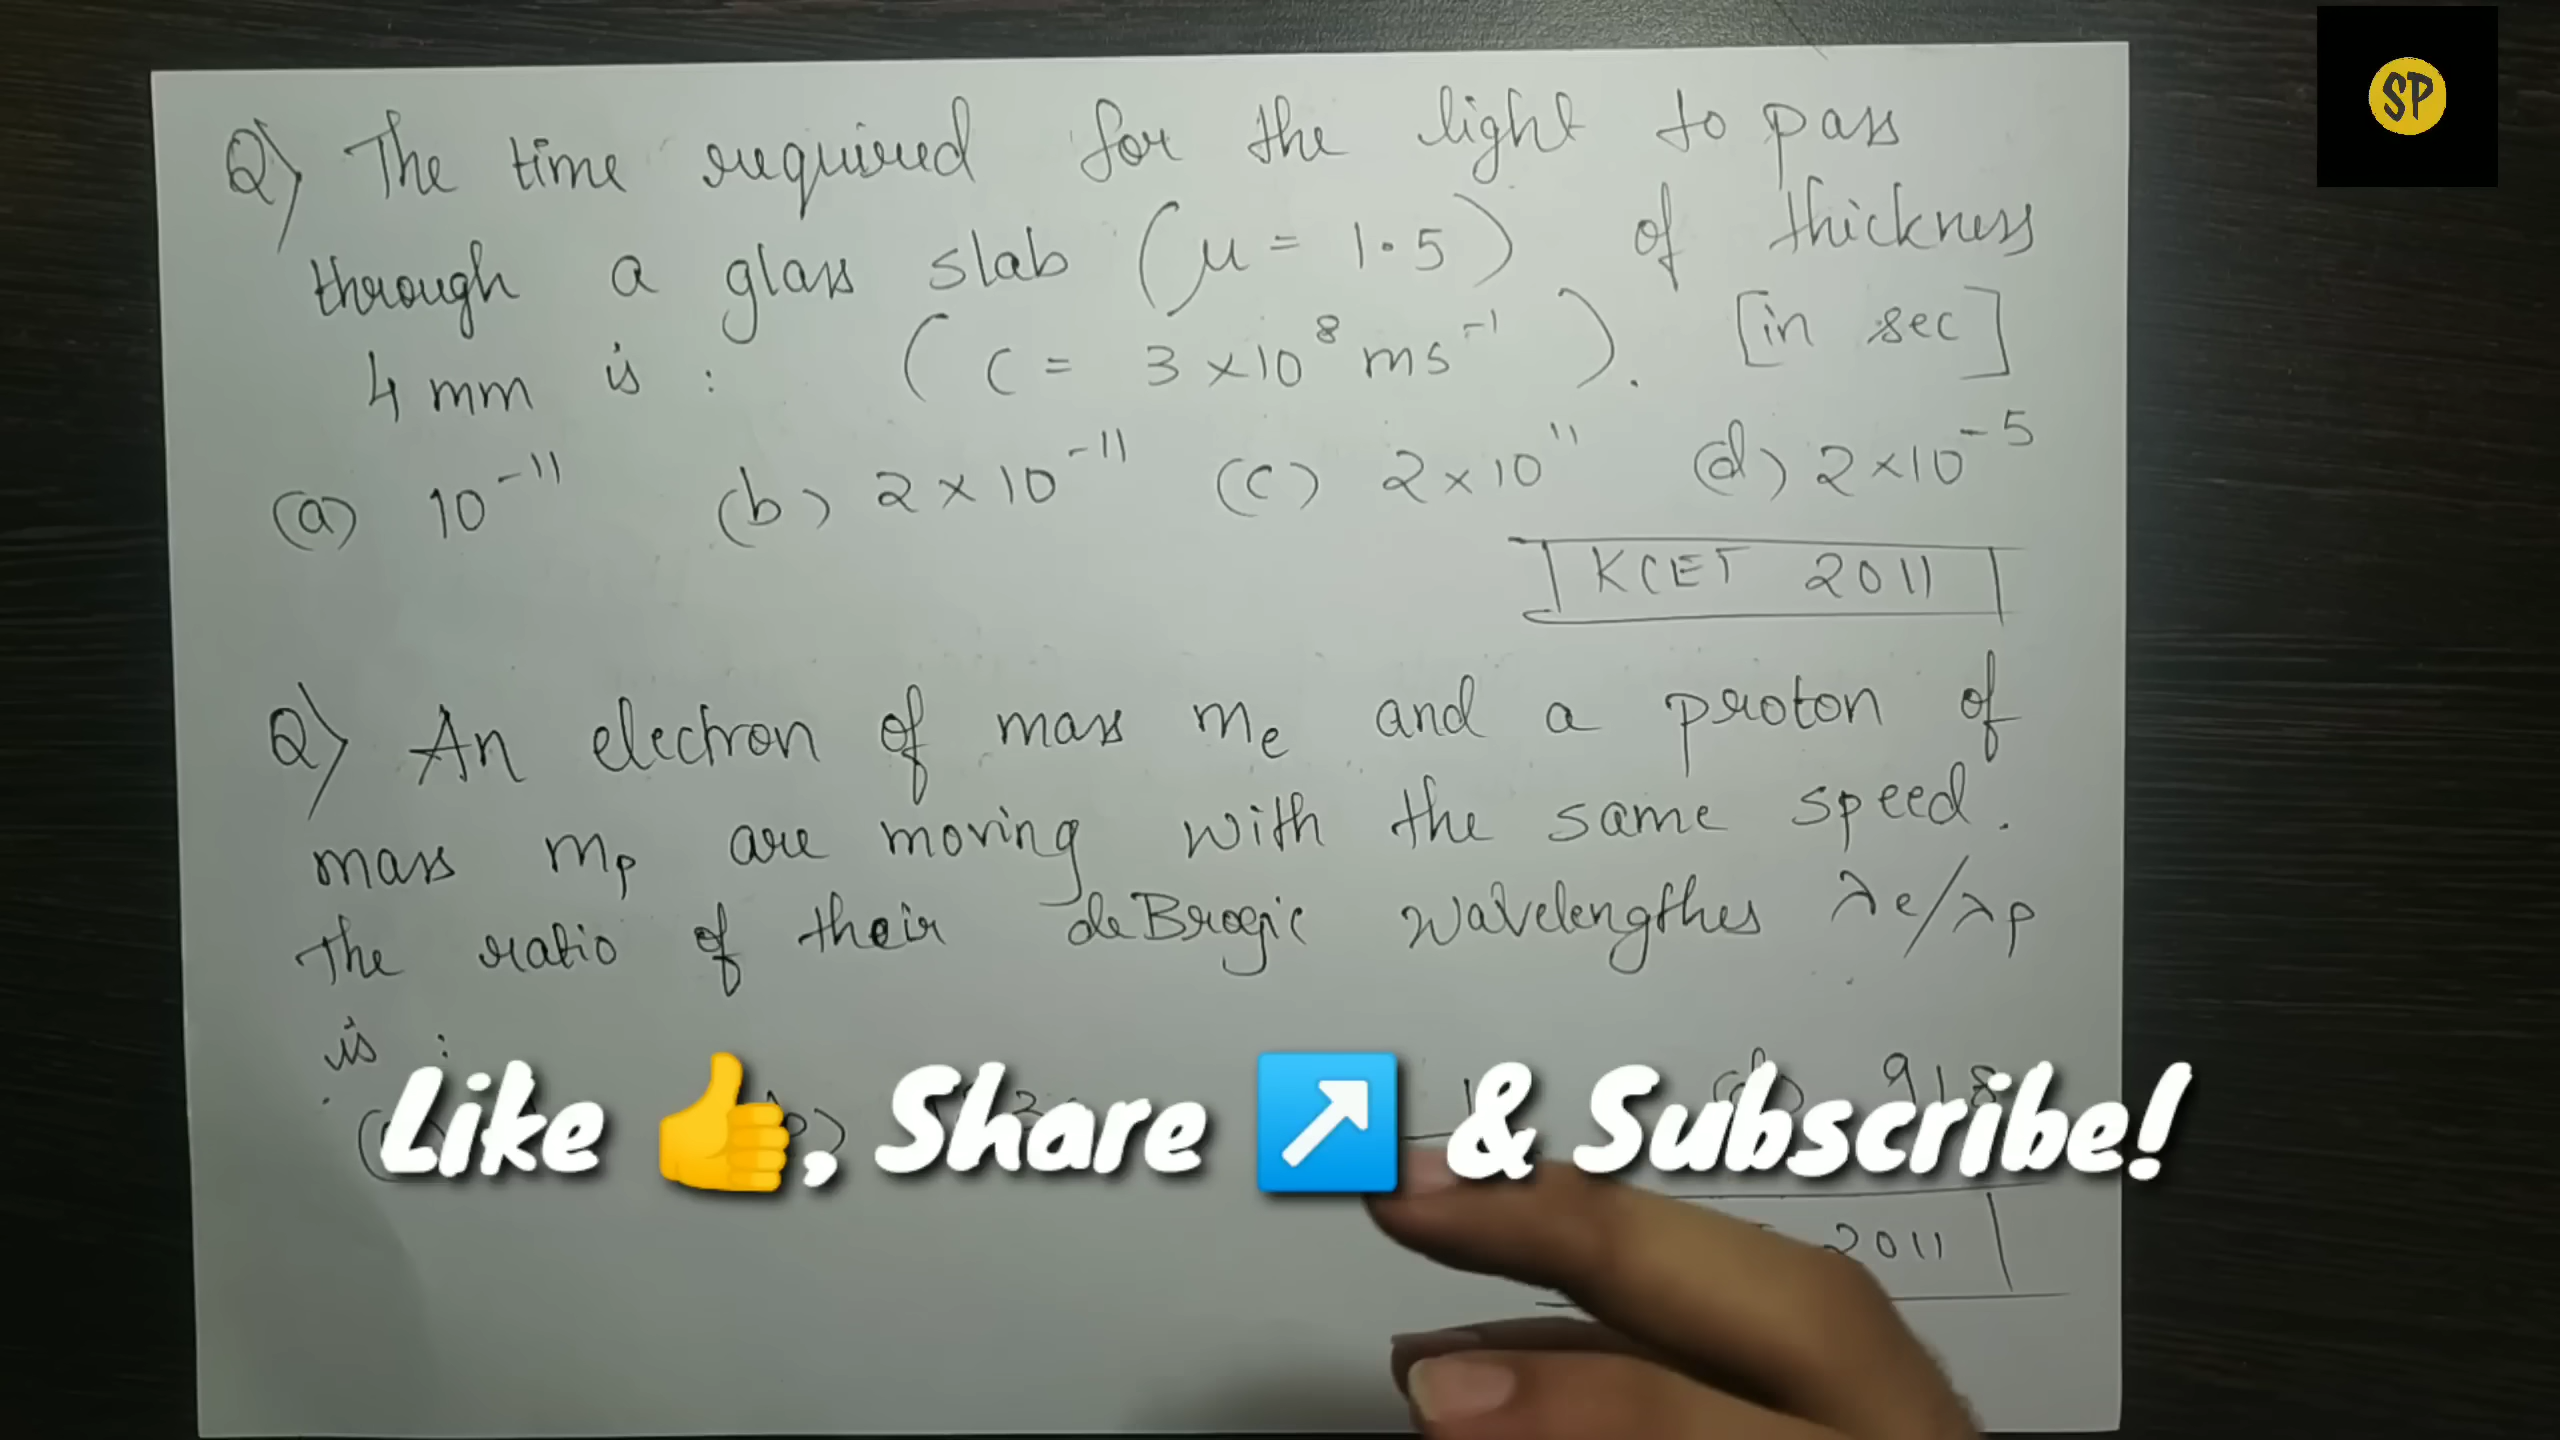 SP
Q) The time required for the light to pass
through a glass slab (μ = 1.5) of thickness
4 mm is : (c = 3 × 10⁸ ms⁻¹). [in sec]
(a) 10⁻¹¹ (b) 2 × 10⁻¹¹ (c) 2 × 10¹¹ (d) 2 × 10⁻⁵
KCET 2011
Q) An electron of mass mₑ and a proton of
mass mₚ are moving with the same speed.
The ratio of their deBrogie wavelengthes λe/λp
is :
(d) 918
Like 👍, Share ↗ & Subscribe!
2011